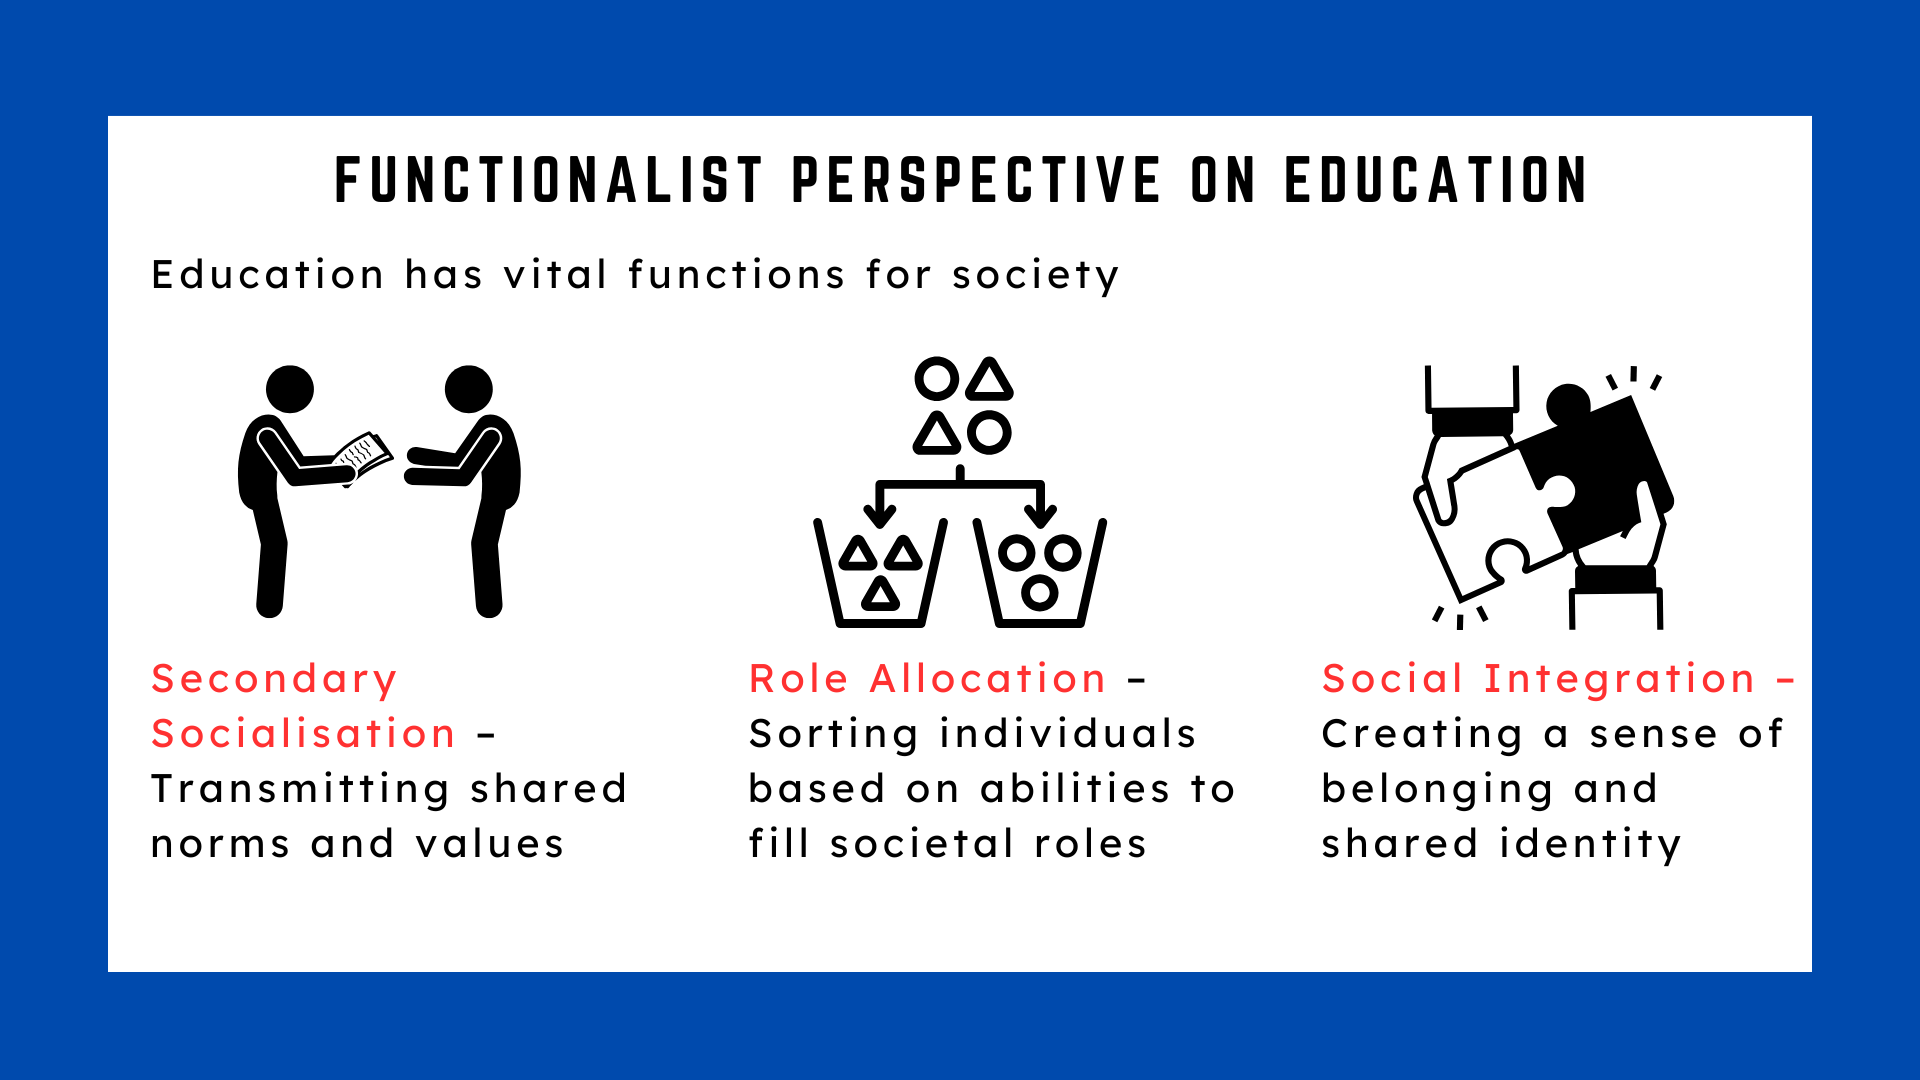 FUNCTIONALIST PERSPECTIVE ON EDUCATION
Education has vital functions for society
Secondary
Socialisation –
Transmitting shared
norms and values
Role Allocation –
Sorting individuals
based on abilities to
fill societal roles
Social Integration –
Creating a sense of
belonging and
shared identity